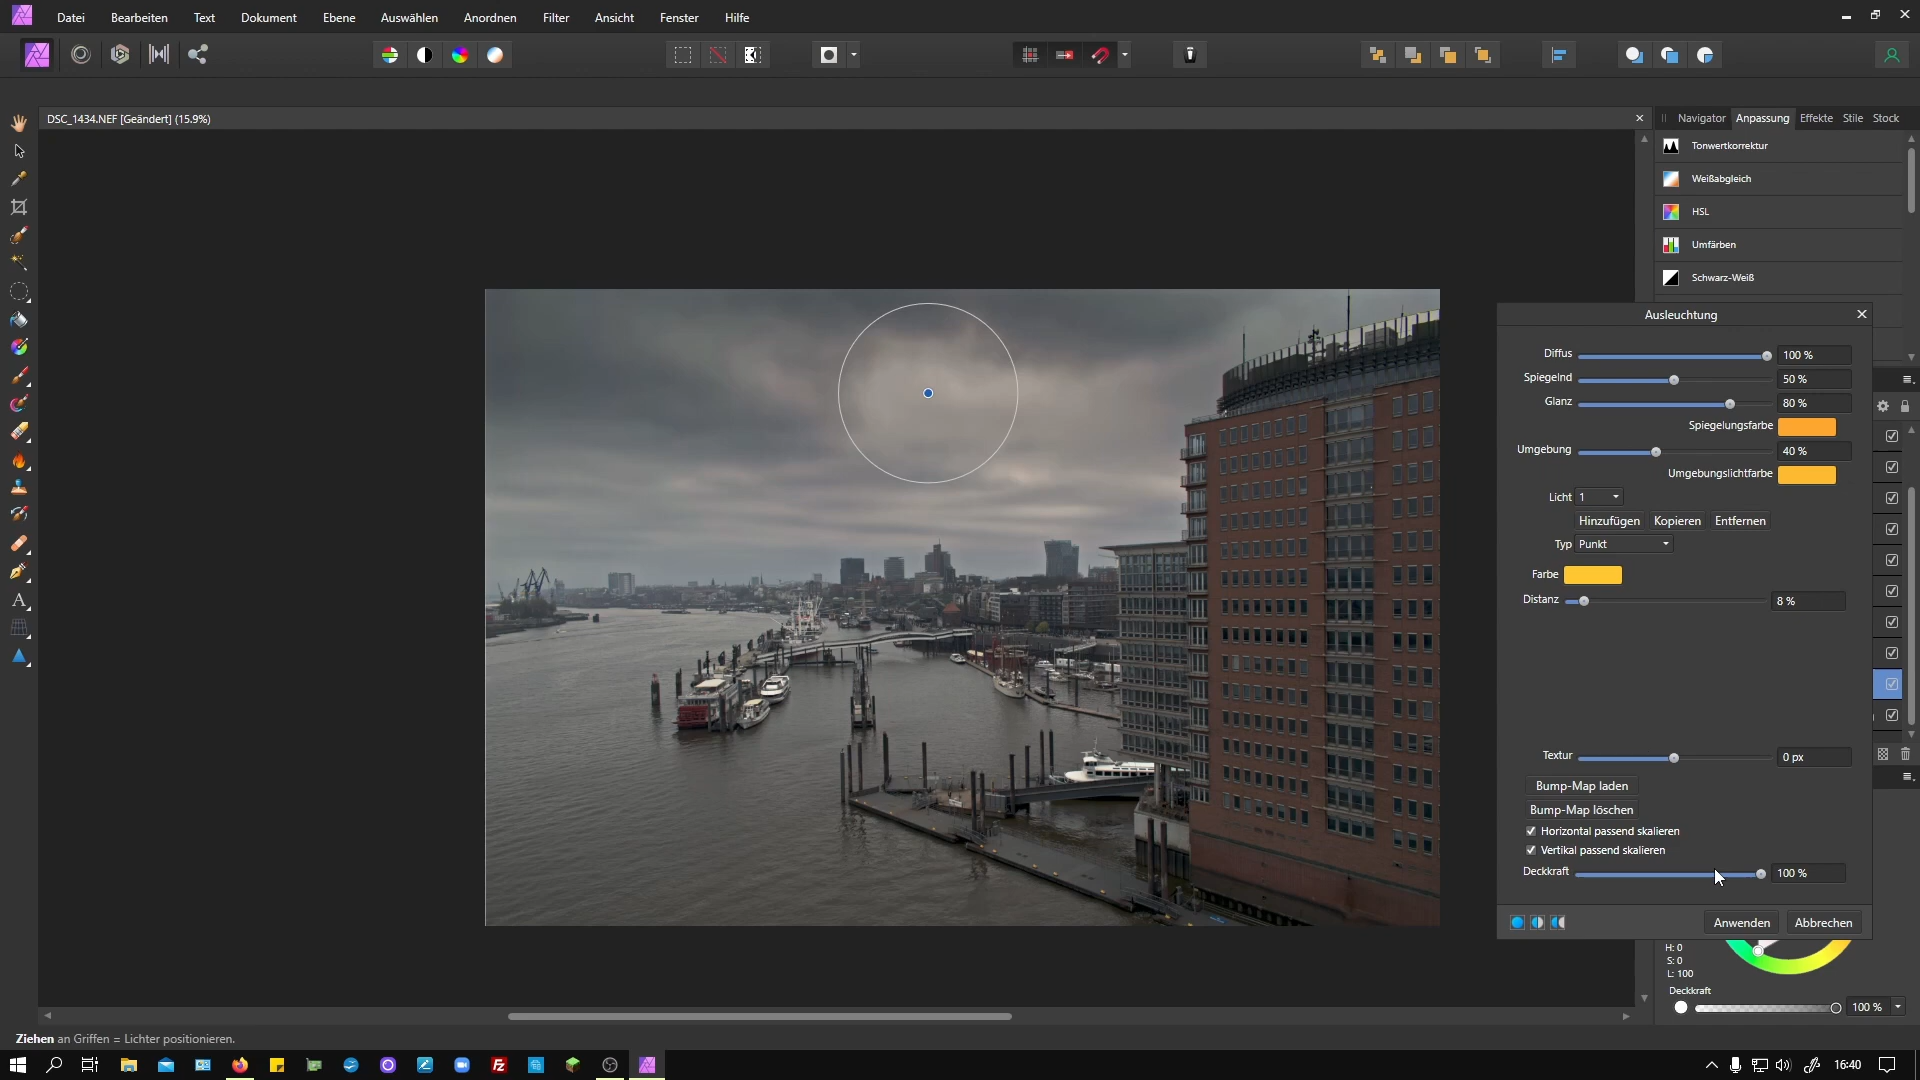 Datei Bearbeiten Text Dokument Ebene Auswählen Anordnen Filter Ansicht Fenster Hilfe
DSC_1434.NEF [Geändert] (15.9%)
Navigator Anpassung Effekte Stile Stock
Tonwertkorrektur
Weißabgleich
HSL
Umfärben
Schwarz-Weiß
Ausleuchtung
Diffus 100 %
Spiegelnd 50 %
Glanz 80 %
Spiegelungsfarbe
Umgebung 40 %
Umgebungslichtfarbe
Licht 1
Hinzufügen Kopieren Entfernen
Typ Punkt
Farbe
Distanz 8 %
Textur 0 px
Bump-Map laden
Bump-Map löschen
Horizontal passend skalieren
Vertikal passend skalieren
Deckkraft 100 %
Anwenden Abbrechen
H: 0
S: 0
L: 100
Deckkraft
100 %
Ziehen an Griffen = Lichter positionieren.
16:40